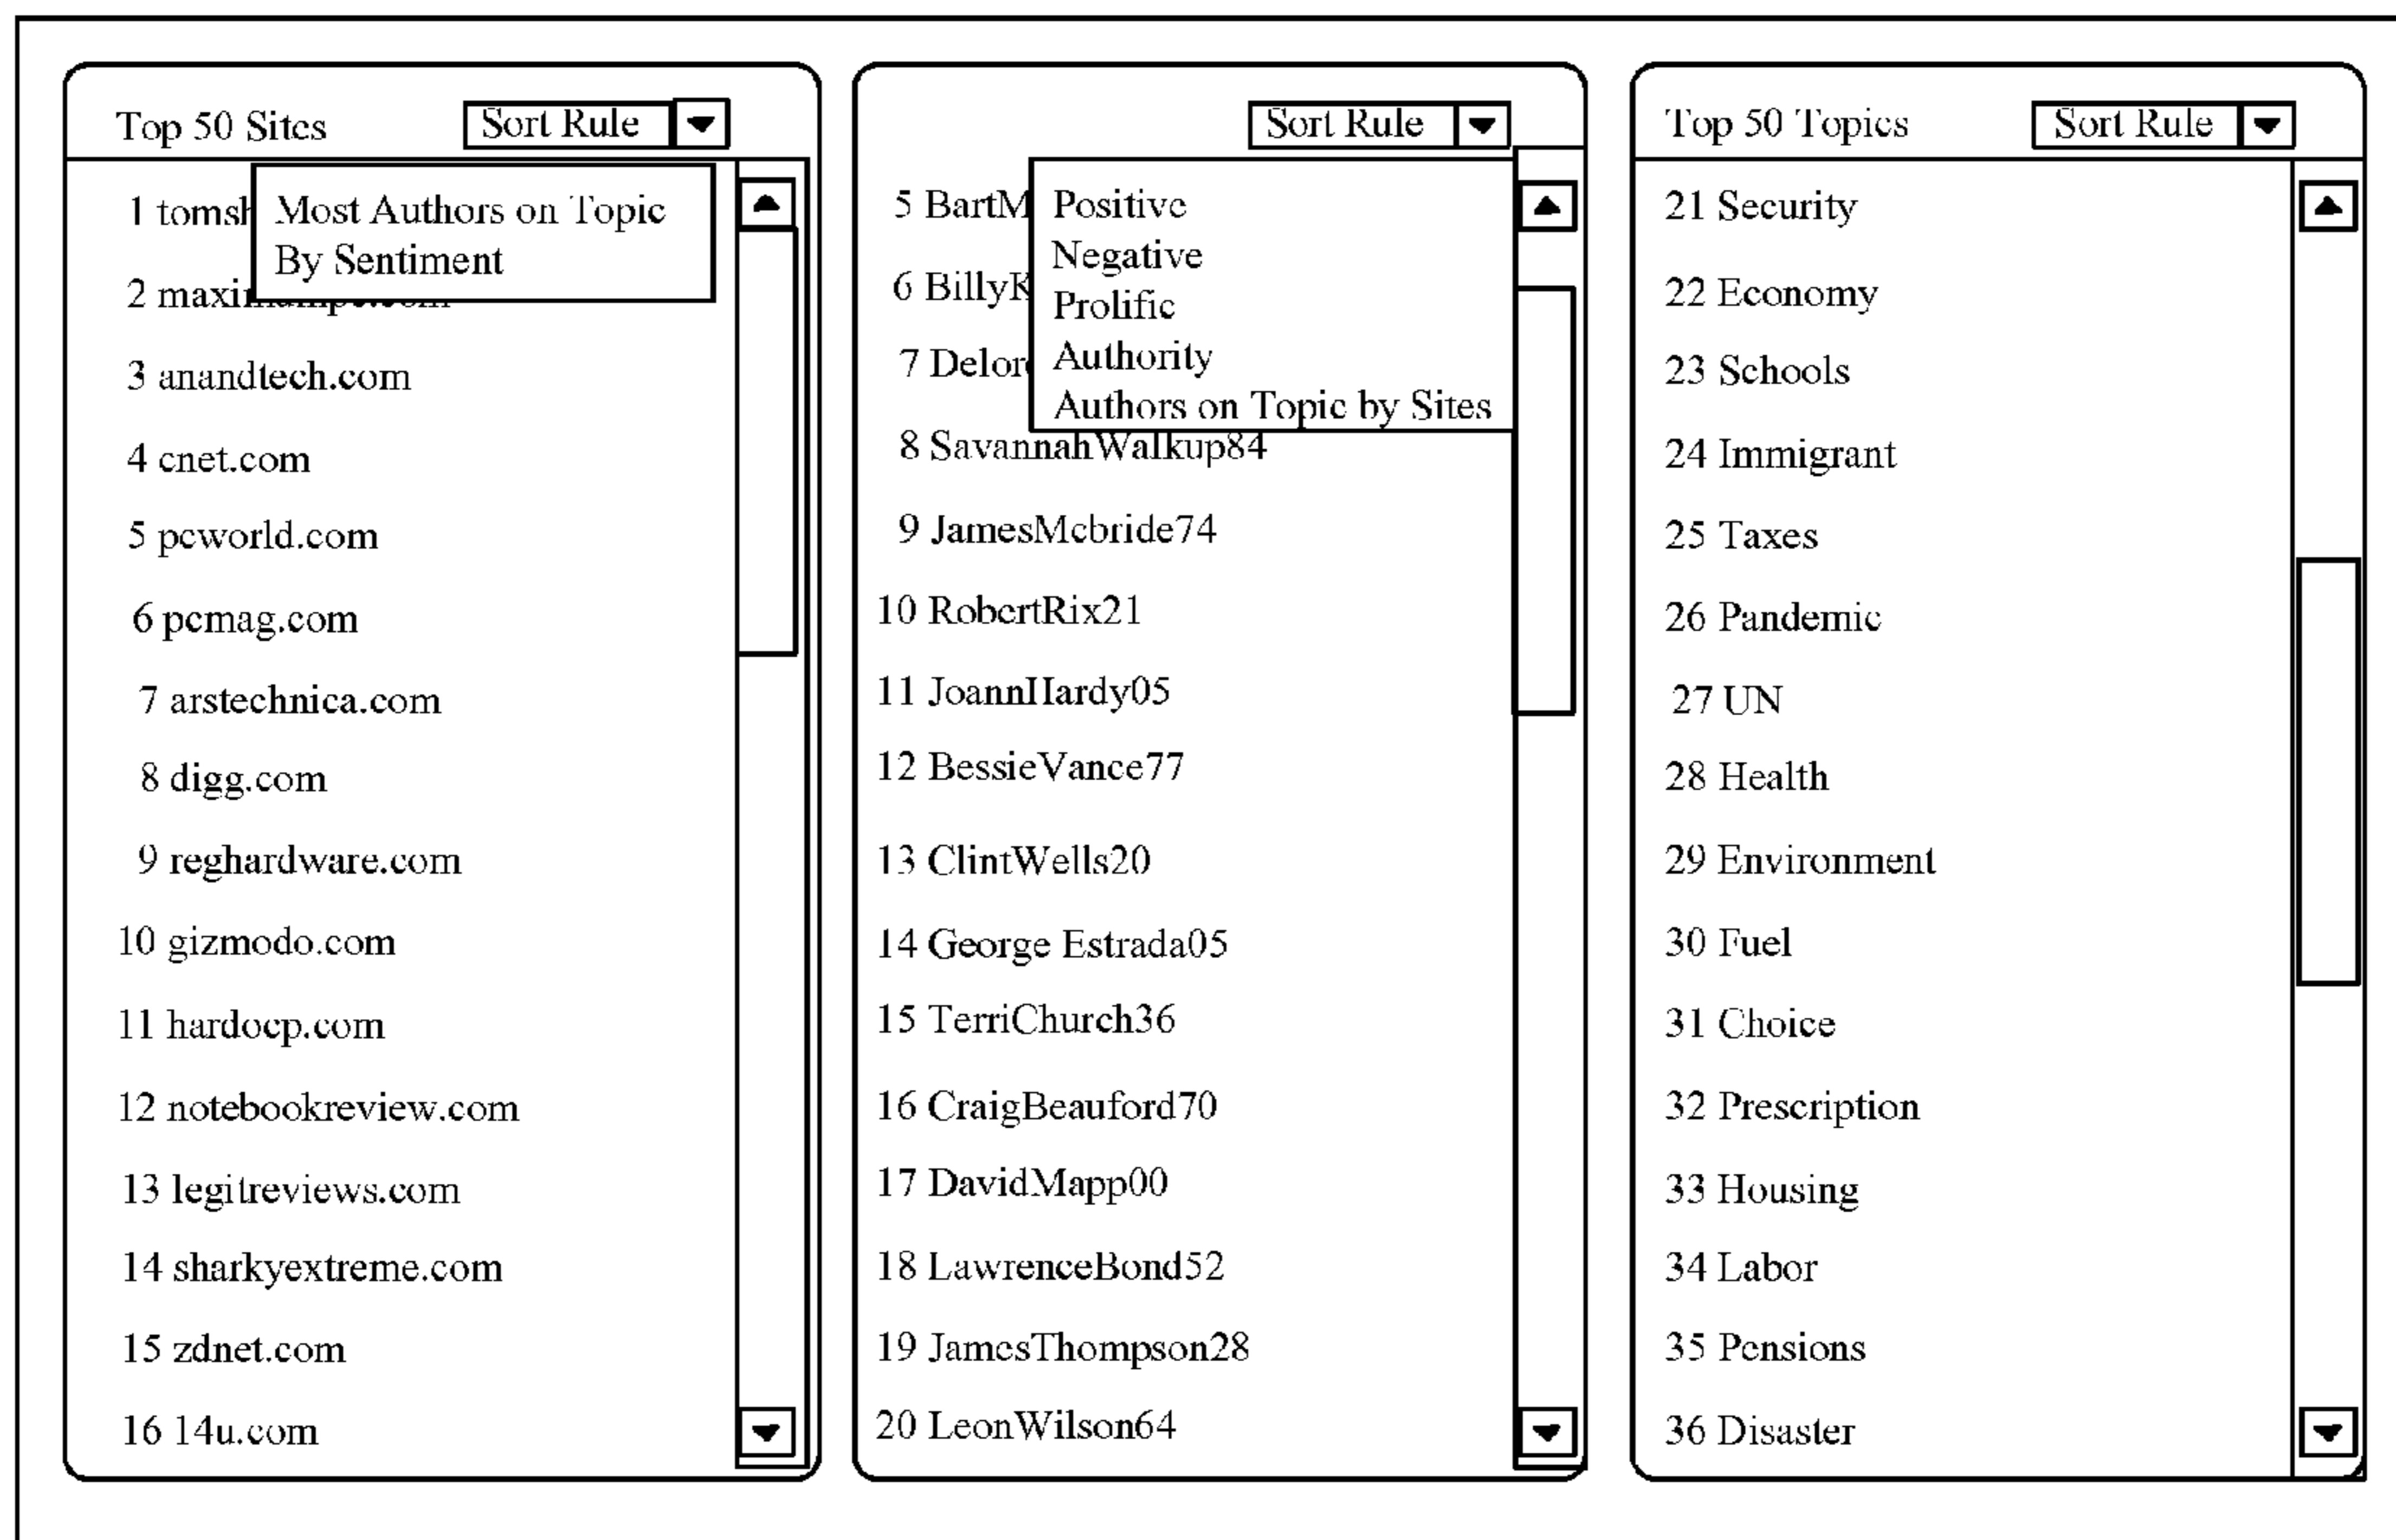 Top 50 Sites
Sort Rule
Most Authors on Topic
By Sentiment
1
2
3 anandtech.com
4 cnet.com
5 pcworld.com
6 pcmag.com
7 arstechnica.com
8 digg.com
9 reghardware.com
10 gizmodo.com
11 hardocp.com
12 notebookreview.com
13 legitreviews.com
14 sharkyextreme.com
15 zdnet.com
16 14u.com
Sort Rule
Positive
Negative
Prolific
Authority
Authors on Topic by Sites
5 BartM
6 BillyK
7
8 SavannahWalkup84
9 JamesMcbride74
10 RobertRix21
11 JoannHardy05
12 BessieVance77
13 ClintWells20
14 George Estrada05
15 TerriChurch36
16 CraigBeauford70
17 DavidMapp00
18 LawrenceBond52
19 JamesThompson28
20 LeonWilson64
Top 50 Topics
Sort Rule
21 Security
22 Economy
23 Schools
24 Immigrant
25 Taxes
26 Pandemic
27 UN
28 Health
29 Environment
30 Fuel
31 Choice
32 Prescription
33 Housing
34 Labor
35 Pensions
36 Disaster